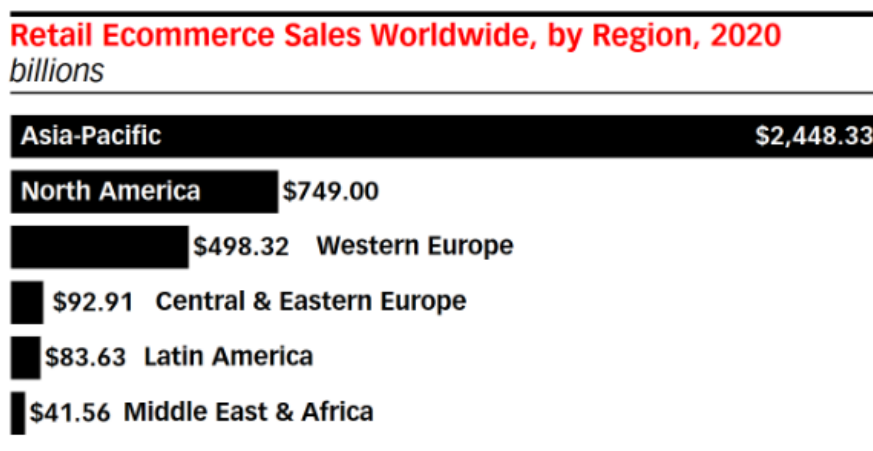 Retail Ecommerce Sales Worldwide, by Region, 2020
billions
Asia-Pacific $2,448.33
North America $749.00
$498.32 Western Europe
$92.91 Central & Eastern Europe
$83.63 Latin America
$41.56 Middle East & Africa